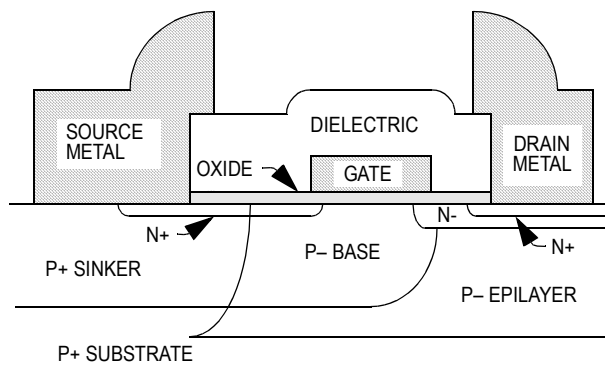 SOURCE
METAL
DIELECTRIC
DRAIN
METAL
OXIDE
GATE
N+
N-
N+
P+ SINKER
P– BASE
P– EPILAYER
P+ SUBSTRATE